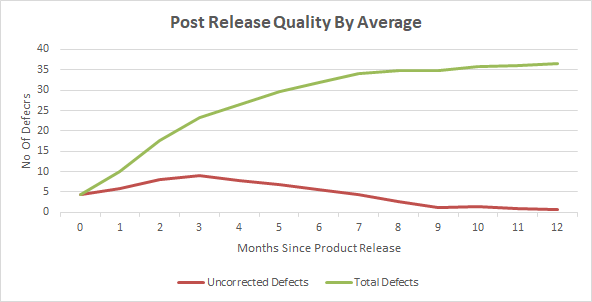 Post Release Quality By Average
40
35
30
25
20
15
10
5
0
No Of Defecrs
0 1 2 3 4 5 6 7 8 9 10 11 12
Months Since Product Release
Uncorrected Defects Total Defects